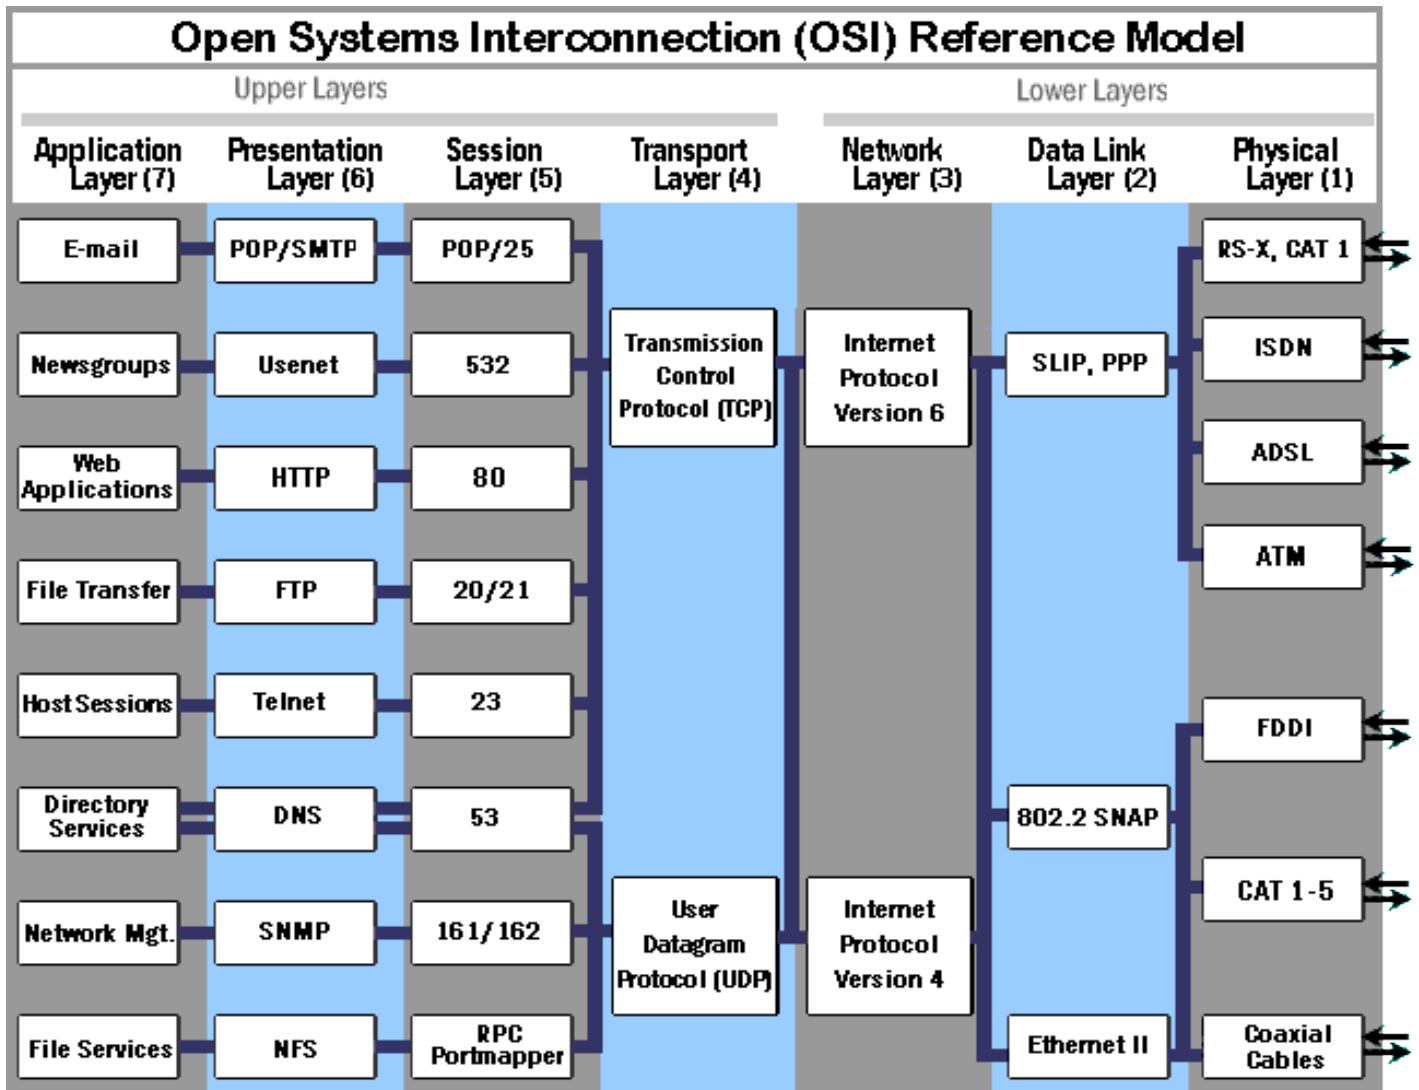 Open Systems Interconnection (OSI) Reference Model
Upper Layers
Lower Layers
Application
Layer (7)
Presentation
Layer (6)
Session
Layer (5)
Transport
Layer (4)
Network
Layer (3)
Data Link
Layer (2)
Physical
Layer (1)
E-mail
POP/SMTP
POP/25
RS-X, CAT 1
Newsgroups
Usenet
532
Transmission
Control
Protocol (TCP)
Internet
Protocol
Version 6
SLIP, PPP
ISDN
Web
Applications
HTTP
80
ADSL
File Transfer
FTP
20/21
ATM
Host Sessions
Telnet
23
FDDI
Directory
Services
DNS
53
802.2 SNAP
Network Mgt.
SNMP
161/162
User
Datagram
Protocol (UDP)
Internet
Protocol
Version 4
CAT 1-5
File Services
NFS
RPC
Portmapper
Ethernet II
Coaxial
Cables